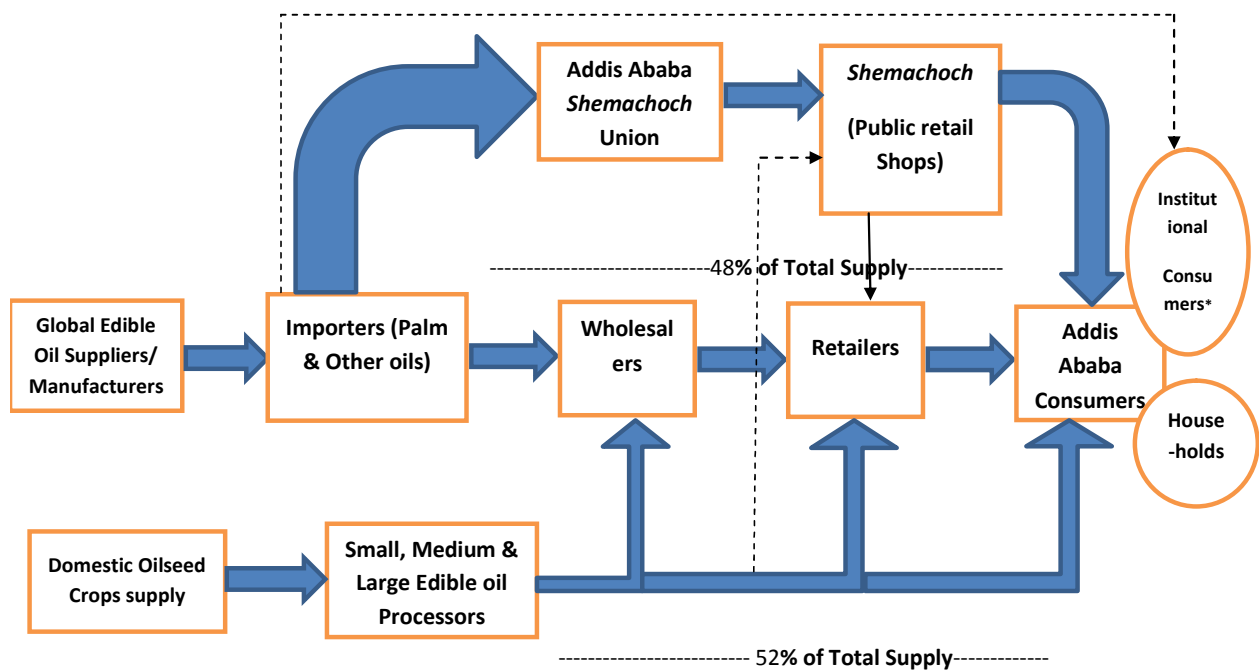 Addis Ababa
Shemachoch
Union
Shemachoch
(Public retail
Shops)
Institut
ional
Consu
mers*
-------------------------48% of Total Supply-----------
Global Edible
Oil Suppliers/
Manufacturers
Importers (Palm
& Other oils)
Wholesal
ers
Retailers
Addis
Ababa
Consumers
House
-holds
Domestic Oilseed
Crops supply
Small, Medium &
Large Edible oil
Processors
--------------------- 52% of Total Supply-------------